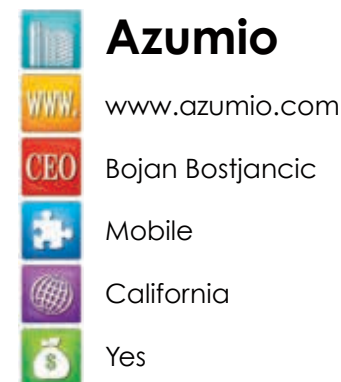 Azumio
WWW.
www.azumio.com
CEO
Bojan Bostjancic
Mobile
California
$
Yes